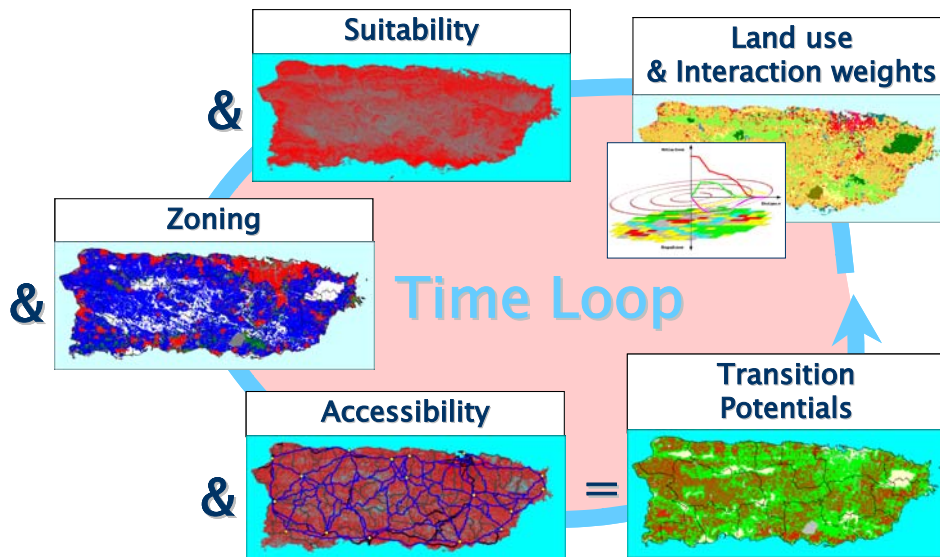 Suitability
Land use
& Interaction weights
&
Zoning
&
Time Loop
Accessibility
&
=
Transition
Potentials